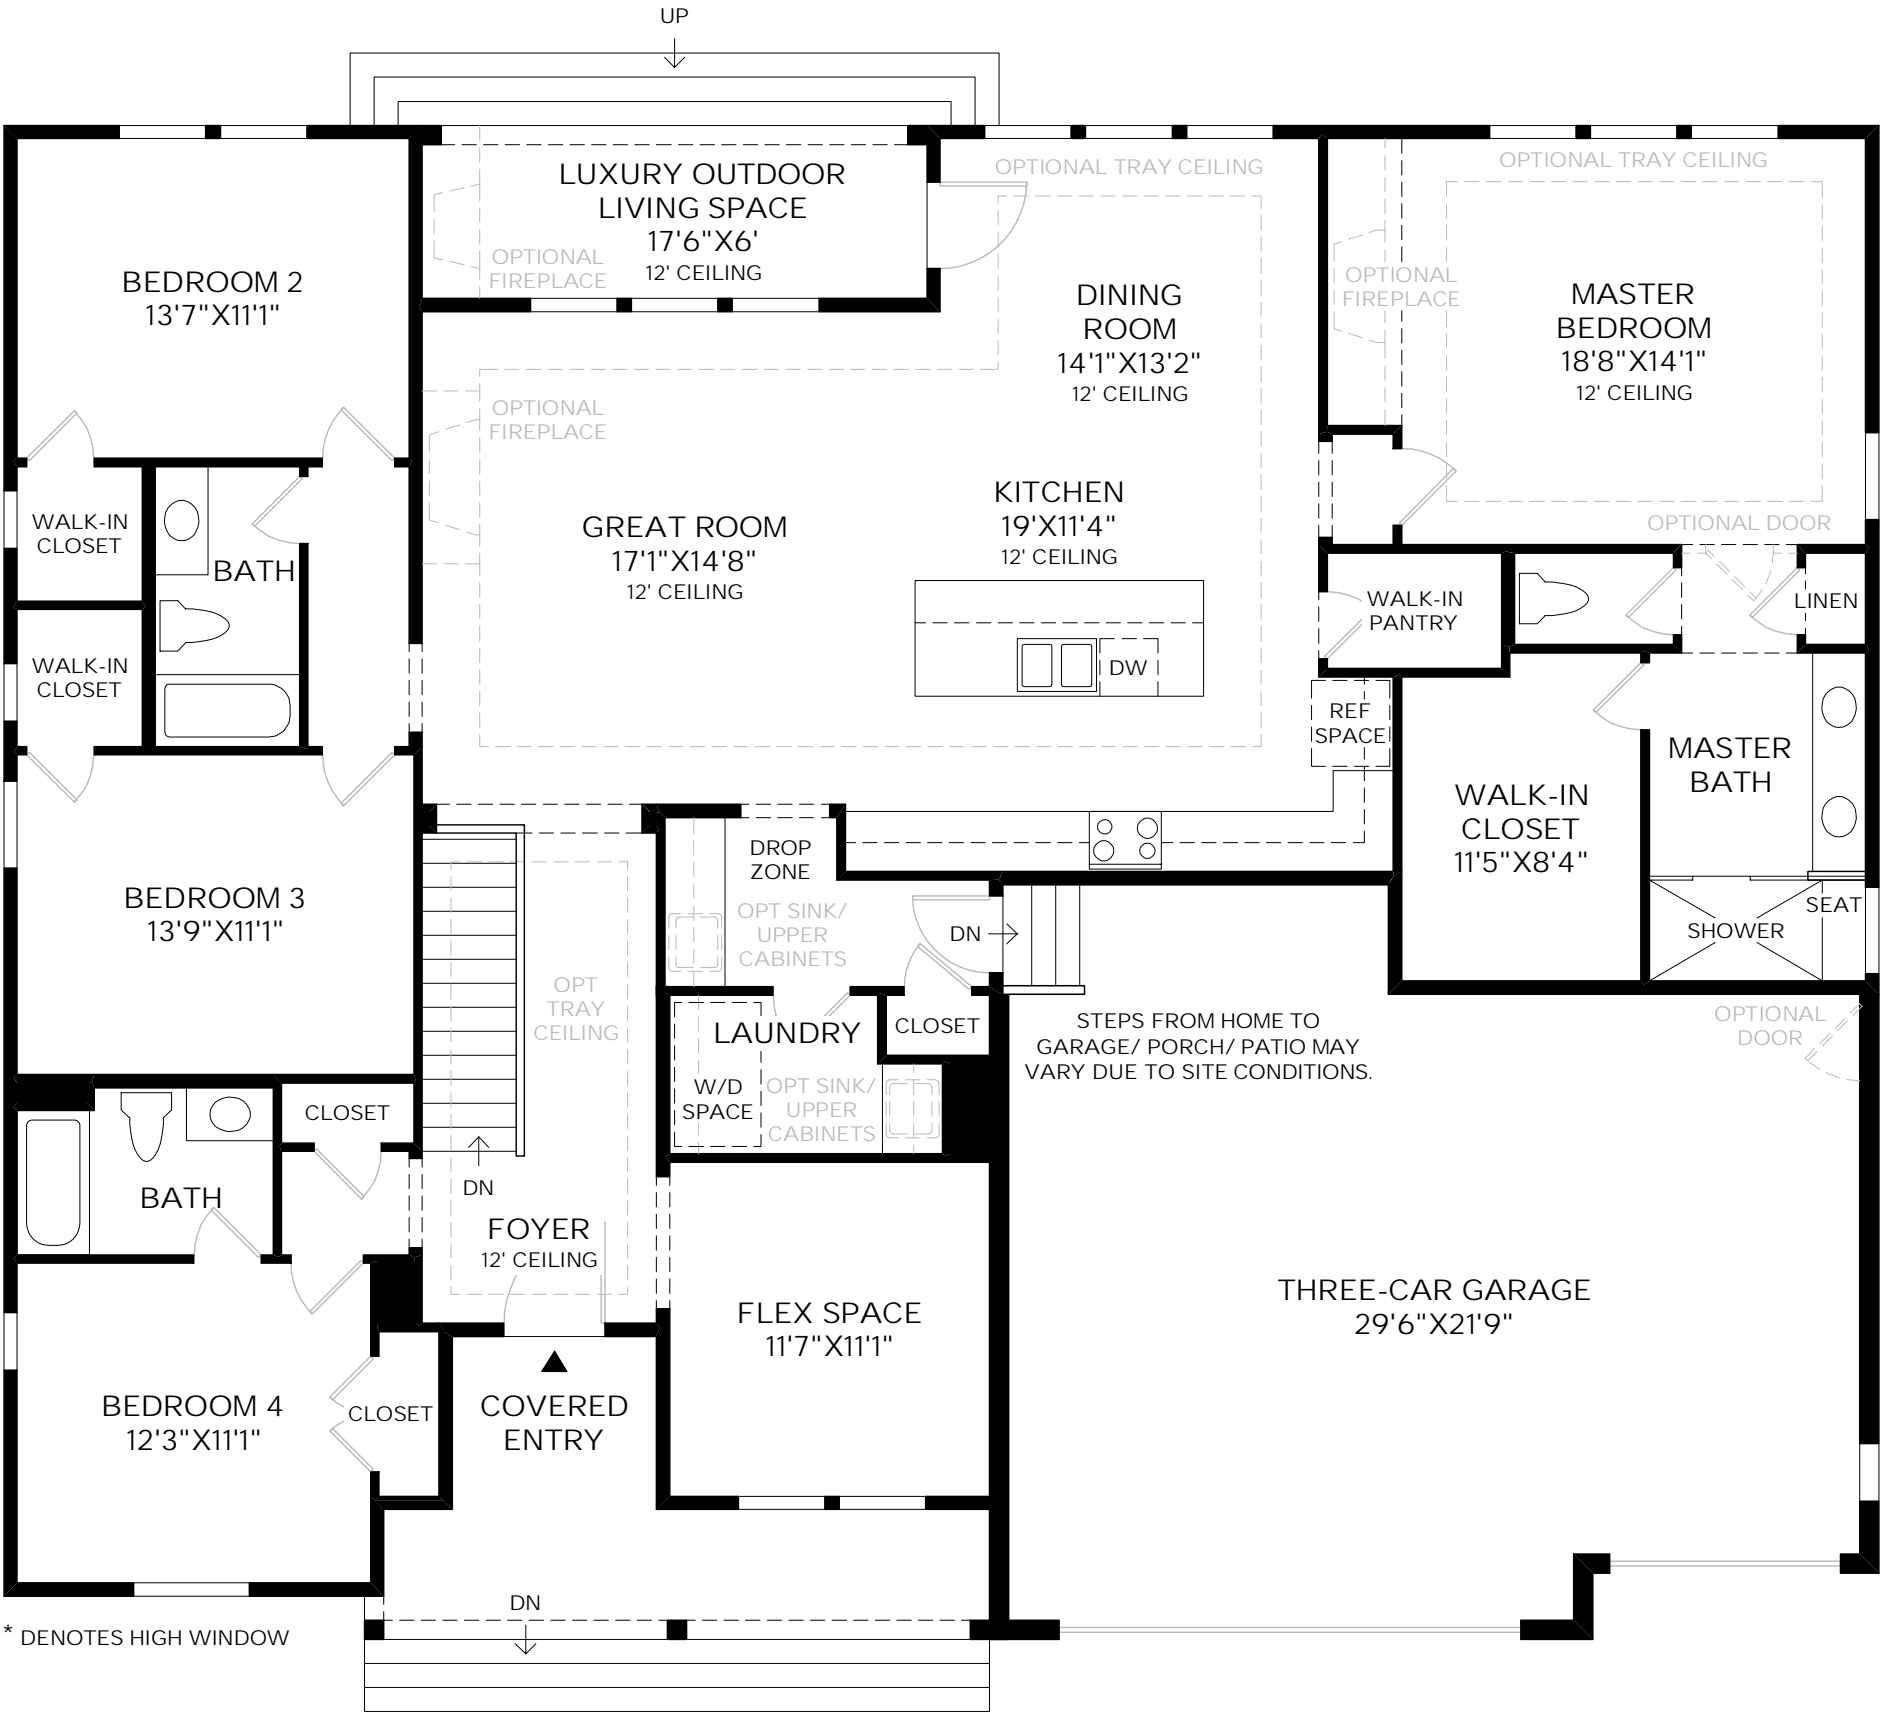 UP
LUXURY OUTDOOR
LIVING SPACE
17'6"X6'
12' CEILING
OPTIONAL
FIREPLACE
OPTIONAL TRAY CEILING
OPTIONAL TRAY CEILING
BEDROOM 2
13'7"X11'1"
DINING
ROOM
14'1"X13'2"
12' CEILING
OPTIONAL
FIREPLACE
MASTER
BEDROOM
18'8"X14'1"
12' CEILING
OPTIONAL
FIREPLACE
WALK-IN
CLOSET
BATH
GREAT ROOM
17'1"X14'8"
12' CEILING
KITCHEN
19'X11'4"
12' CEILING
DW
OPTIONAL DOOR
WALK-IN
PANTRY
LINEN
WALK-IN
CLOSET
REF
SPACE
MASTER
BATH
WALK-IN
CLOSET
11'5"X8'4"
BEDROOM 3
13'9"X11'1"
DROP
ZONE
OPT SINK/
UPPER
CABINETS
DN
SEAT
SHOWER
OPT
TRAY
CEILING
LAUNDRY
CLOSET
STEPS FROM HOME TO
GARAGE/ PORCH/ PATIO MAY
VARY DUE TO SITE CONDITIONS.
OPTIONAL
DOOR
W/D
SPACE
OPT SINK/
UPPER
CABINETS
CLOSET
BATH
DN
FOYER
12' CEILING
FLEX SPACE
11'7"X11'1"
THREE-CAR GARAGE
29'6"X21'9"
BEDROOM 4
12'3"X11'1"
CLOSET
COVERED
ENTRY
DN
* DENOTES HIGH WINDOW